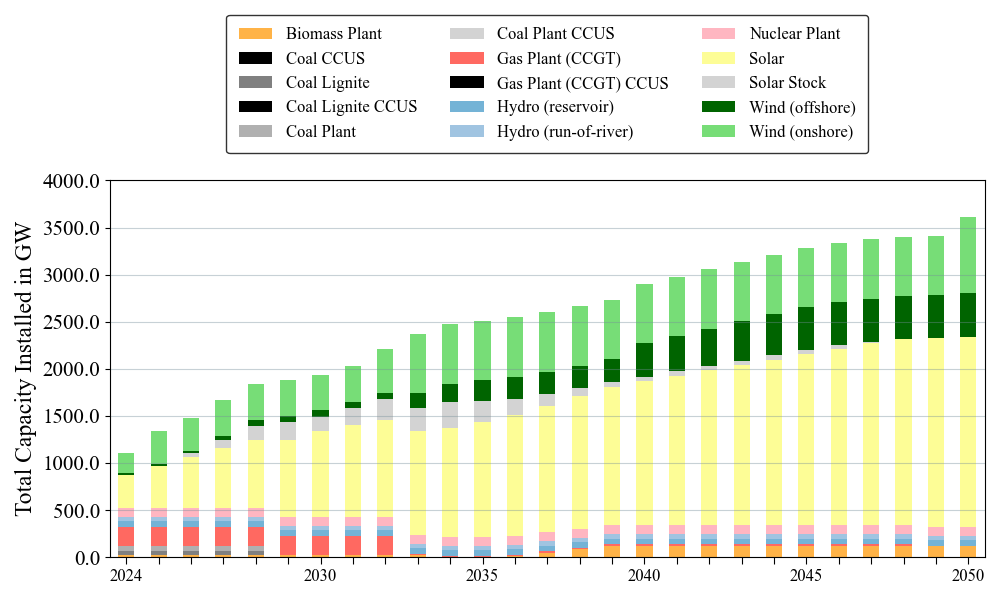 Biomass Plant
Coal CCUS
Coal Lignite
Coal Lignite CCUS
Coal Plant
Coal Plant CCUS
Gas Plant (CCGT)
Gas Plant (CCGT) CCUS
Hydro (reservoir)
Hydro (run-of-river)
Nuclear Plant
Solar
Solar Stock
Wind (offshore)
Wind (onshore)
Total Capacity Installed in GW
4000.0
3500.0
3000.0
2500.0
2000.0
1500.0
1000.0
500.0
0.0
2024
2030
2035
2040
2045
2050